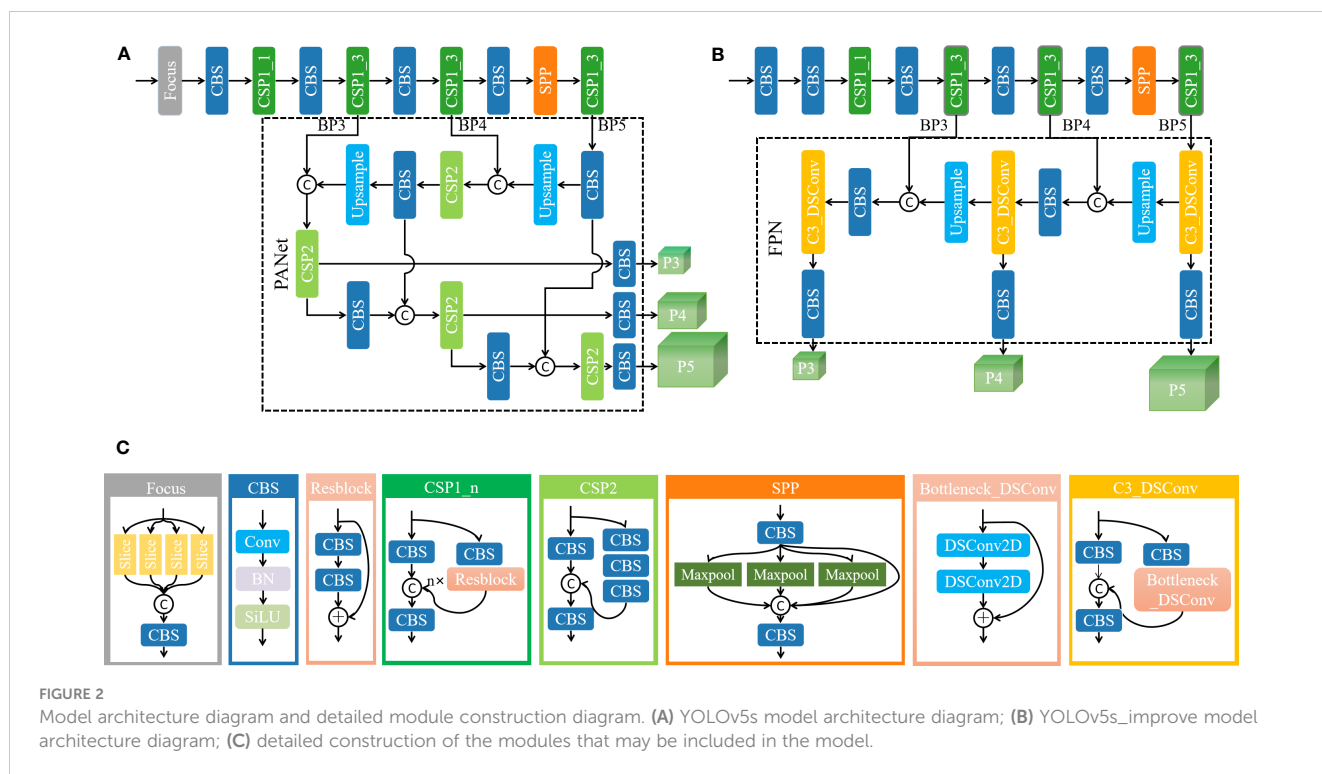 A
Focus
CBS
CSP1_1
CBS
CSP1_3
CBS
CSP1_3
CBS
SPP
CSP1_3
BP3
BP4
BP5
C
Upsample
CBS
CSP2
C
Upsample
CBS
PANet
CSP2
CBS
P3
CBS
C
CSP2
CBS
P4
CBS
C
CSP2
CBS
P5
B
CBS
CBS
CSP1_1
CBS
CSP1_3
CBS
CSP1_3
CBS
SPP
CSP1_3
BP3
BP4
BP5
FPN
C3_DSConv
CBS
C
Upsample
C3_DSConv
CBS
C
Upsample
C3_DSConv
CBS
CBS
CBS
P3
P4
P5
C
Focus
Slice
Slice
Slice
Slice
C
CBS
CBS
Conv
BN
SiLU
Resblock
CBS
CBS
+
CSP1_n
CBS
CBS
C
n×
Resblock
CBS
CSP2
CBS
CBS
CBS
CBS
C
CBS
SPP
CBS
Maxpool
Maxpool
Maxpool
C
CBS
Bottleneck_DSConv
DSConv2D
DSConv2D
+
C3_DSConv
CBS
CBS
C
Bottleneck
_DSConv
CBS
FIGURE 2
Model architecture diagram and detailed module construction diagram. (A) YOLOv5s model architecture diagram; (B) YOLOv5s_improve model
architecture diagram; (C) detailed construction of the modules that may be included in the model.